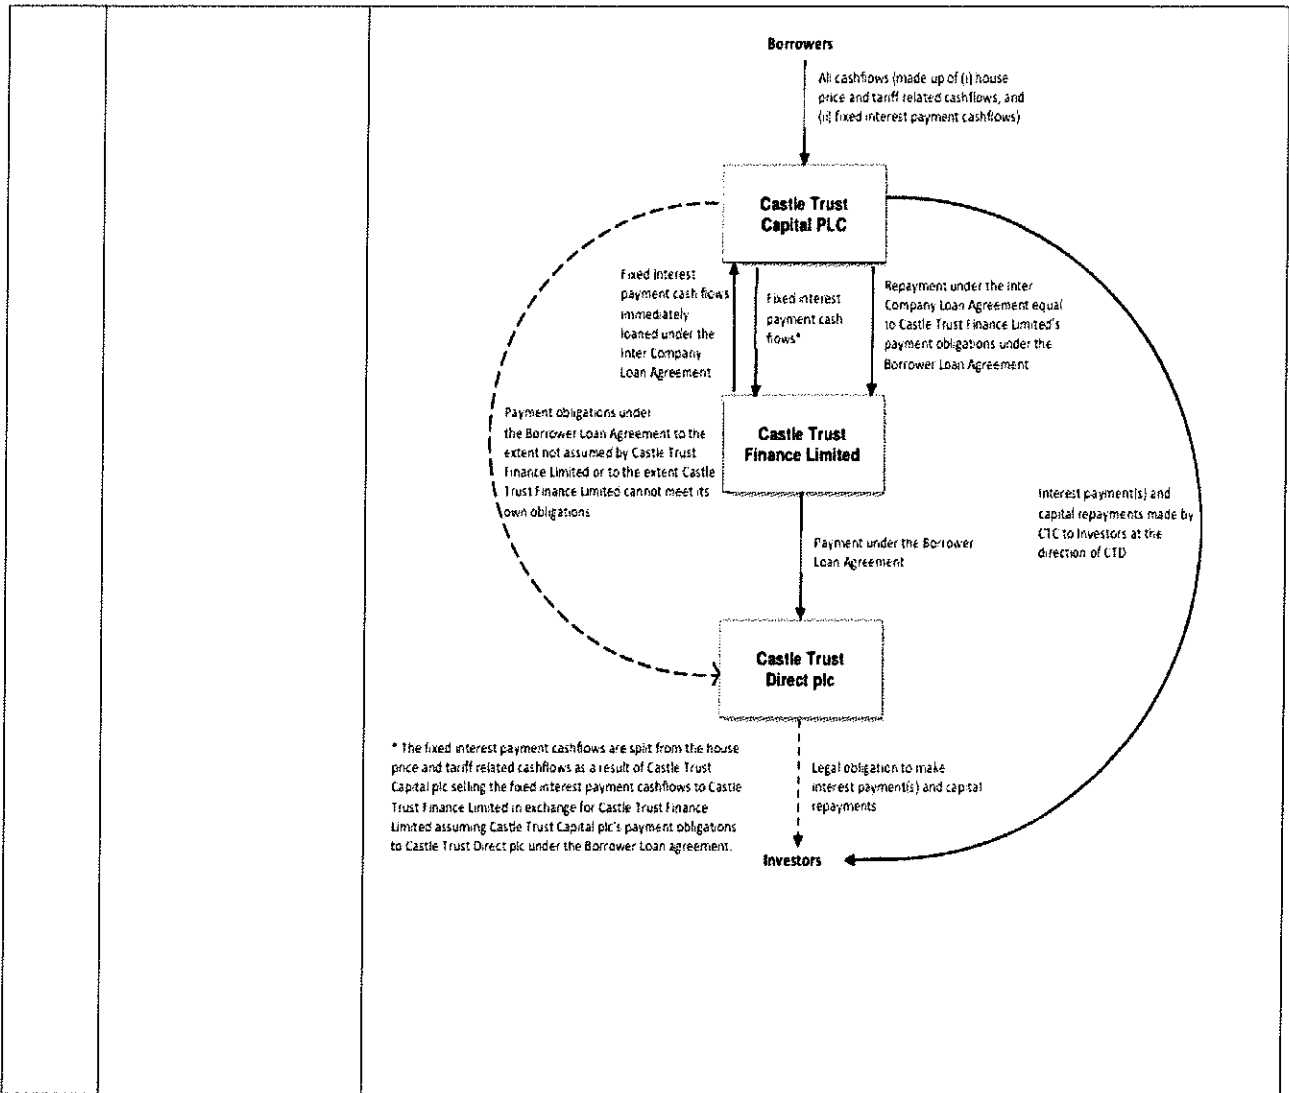 Borrowers
All cashflows (made up of (i) house
price and tariff related cashflows, and
(ii) fixed interest payment cashflows)
Castle Trust
Capital PLC
Fixed interest
payment cash flows
immediately
loaned under the
Inter Company
Loan Agreement
Fixed interest
payment cash
flows*
Repayment under the Inter
Company Loan Agreement equal
to Castle Trust Finance Limited's
payment obligations under the
Borrower Loan Agreement
Payment obligations under
the Borrower Loan Agreement to the
extent not assumed by Castle Trust
Finance Limited or to the extent Castle
Trust Finance Limited cannot meet its
own obligations
Castle Trust
Finance Limited
Interest payment(s) and
capital repayments made by
CTC to Investors at the
direction of CTD
Payment under the Borrower
Loan Agreement
Castle Trust
Direct plc
* The fixed interest payment cashflows are split from the house
price and tariff related cashflows as a result of Castle Trust
Capital plc selling the fixed interest payment cashflows to Castle
Trust Finance Limited in exchange for Castle Trust Finance
Limited assuming Castle Trust Capital plc's payment obligations
to Castle Trust Direct plc under the Borrower Loan agreement.
Legal obligation to make
interest payment(s) and capital
repayments
Investors